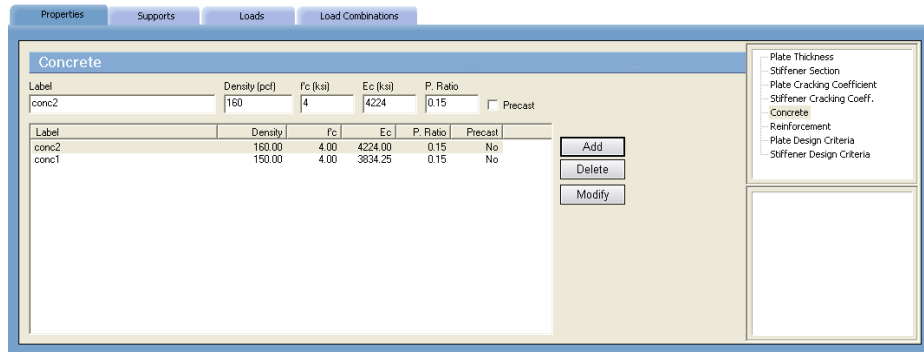 Properties Supports Loads Load Combinations
Concrete
Label Density (pcf) f'c (ksi) Ec (ksi) P. Ratio
conc2 160 4 4224 0.15 Precast
Label Density f'c Ec P. Ratio Precast
conc2 160.00 4.00 4224.00 0.15 No
conc1 150.00 4.00 3834.25 0.15 No
Add
Delete
Modify
Plate Thickness
Stiffener Section
Plate Cracking Coefficient
Stiffener Cracking Coeff.
Concrete
Reinforcement
Plate Design Criteria
Stiffener Design Criteria